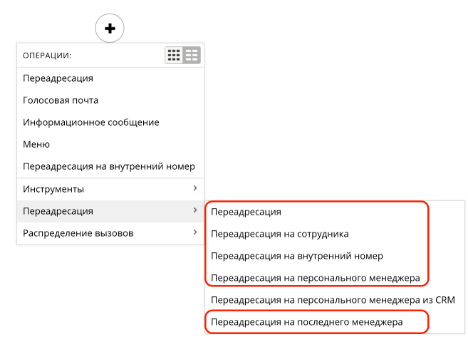 ОПЕРАЦИИ:
Переадресация
Голосовая почта
Информационное сообщение
Меню
Переадресация на внутренний номер
Инструменты
Переадресация
Распределение вызовов
Переадресация
Переадресация на сотрудника
Переадресация на внутренний номер
Переадресация на персонального менеджера
Переадресация на персонального менеджера из CRM
Переадресация на последнего менеджера